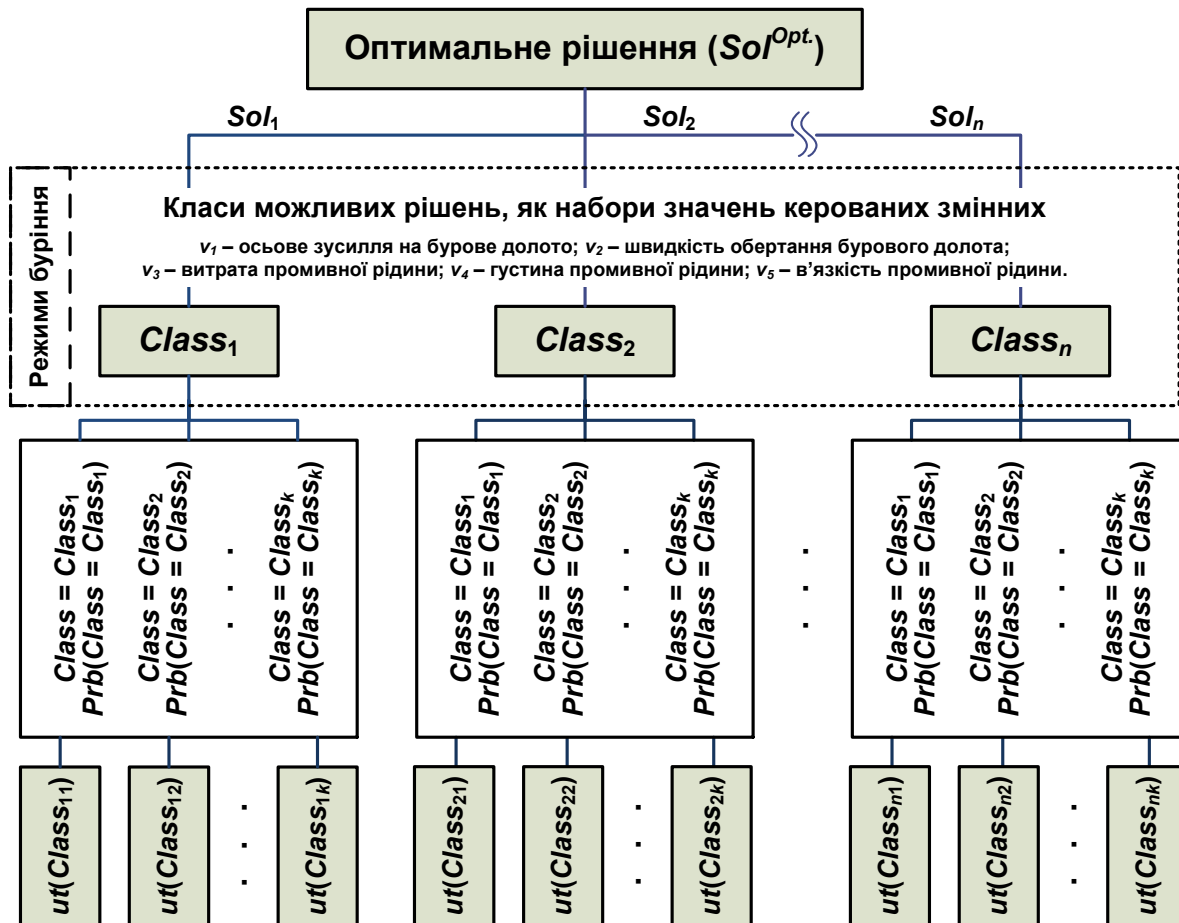 Оптимальне рішення (Sol^Opt.)
Sol₁
Sol₂
Solₙ
Режими буріння
Класи можливих рішень, як набори значень керованих змінних
v₁ – осьове зусилля на бурове долото; v₂ – швидкість обертання бурового долота;
v₃ – витрата промивної рідини; v₄ – густина промивної рідини; v₅ – в’язкість промивної рідини.
Class₁
Class₂
Classₙ
Class = Class₁
Prb(Class = Class₁)
Class = Class₂
Prb(Class = Class₂)
. . .
Class = Classₖ
Prb(Class = Classₖ)
Class = Class₁
Prb(Class = Class₁)
Class = Class₂
Prb(Class = Class₂)
. . .
Class = Classₖ
Prb(Class = Classₖ)
. . .
Class = Class₁
Prb(Class = Class₁)
Class = Class₂
Prb(Class = Class₂)
. . .
Class = Classₖ
Prb(Class = Classₖ)
ut(Class₁₁)
ut(Class₁₂)
. . .
ut(Class₁ₖ)
ut(Class₂₁)
ut(Class₂₂)
. . .
ut(Class₂ₖ)
ut(Classₙ₁)
ut(Classₙ₂)
. . .
ut(Classₙₖ)